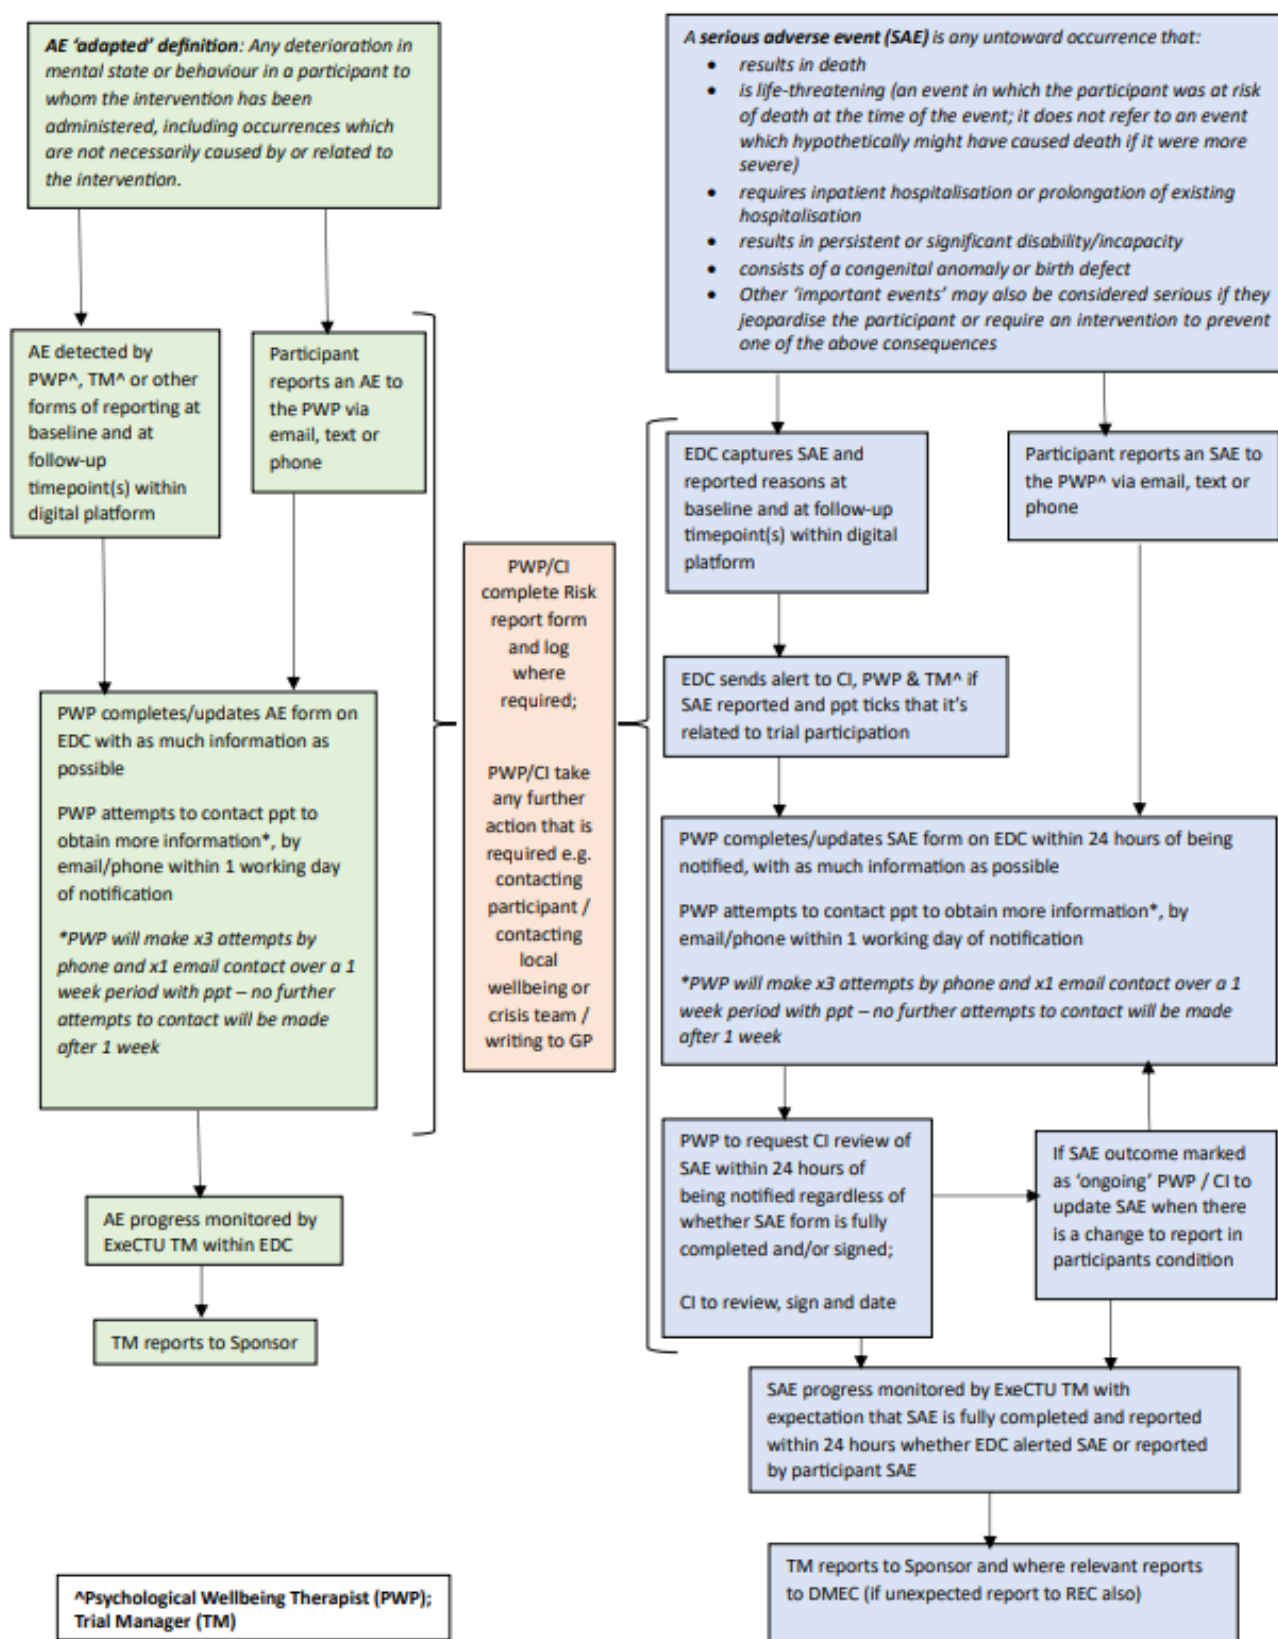 AE ‘adapted’ definition: Any deterioration in
mental state or behaviour in a participant to
whom the intervention has been
administered, including occurrences which
are not necessarily caused by or related to
the intervention.
AE detected by
PWP^, TM^ or other
forms of reporting at
baseline and at
follow-up
timepoint(s) within
digital platform
Participant
reports an AE to
the PWP via
email, text or
phone
PWP completes/updates AE form on
EDC with as much information as
possible
PWP attempts to contact ppt to
obtain more information*, by
email/phone within 1 working day
of notification
*PWP will make x3 attempts by
phone and x1 email contact over a 1
week period with ppt – no further
attempts to contact will be made
after 1 week
AE progress monitored by
ExeCTU TM within EDC
TM reports to Sponsor
PWP/CI
complete Risk
report form
and log
where
required;
PWP/CI take
any further
action that is
required e.g.
contacting
participant /
contacting
local
wellbeing or
crisis team /
writing to GP
A serious adverse event (SAE) is any untoward occurrence that:
• results in death
• is life-threatening (an event in which the participant was at risk
of death at the time of the event; it does not refer to an event
which hypothetically might have caused death if it were more
severe)
• requires inpatient hospitalisation or prolongation of existing
hospitalisation
• results in persistent or significant disability/incapacity
• consists of a congenital anomaly or birth defect
• Other ‘important events’ may also be considered serious if they
jeopardise the participant or require an intervention to prevent
one of the above consequences
EDC captures SAE and
reported reasons at
baseline and at follow-up
timepoint(s) within digital
platform
Participant reports an SAE to
the PWP^ via email, text or
phone
EDC sends alert to CI, PWP & TM^ if
SAE reported and ppt ticks that it’s
related to trial participation
PWP completes/updates SAE form on EDC within 24 hours of being
notified, with as much information as possible
PWP attempts to contact ppt to obtain more information*, by
email/phone within 1 working day of notification
*PWP will make x3 attempts by phone and x1 email contact over a 1
week period with ppt – no further attempts to contact will be made
after 1 week
PWP to request CI review of
SAE within 24 hours of
being notified regardless of
whether SAE form is fully
completed and/or signed;
CI to review, sign and date
If SAE outcome marked
as ‘ongoing’ PWP / CI to
update SAE when there
is a change to report in
participants condition
SAE progress monitored by ExeCTU TM with
expectation that SAE is fully completed and reported
within 24 hours whether EDC alerted SAE or reported
by participant SAE
TM reports to Sponsor and where relevant reports
to DMEC (if unexpected report to REC also)
^Psychological Wellbeing Therapist (PWP);
Trial Manager (TM)